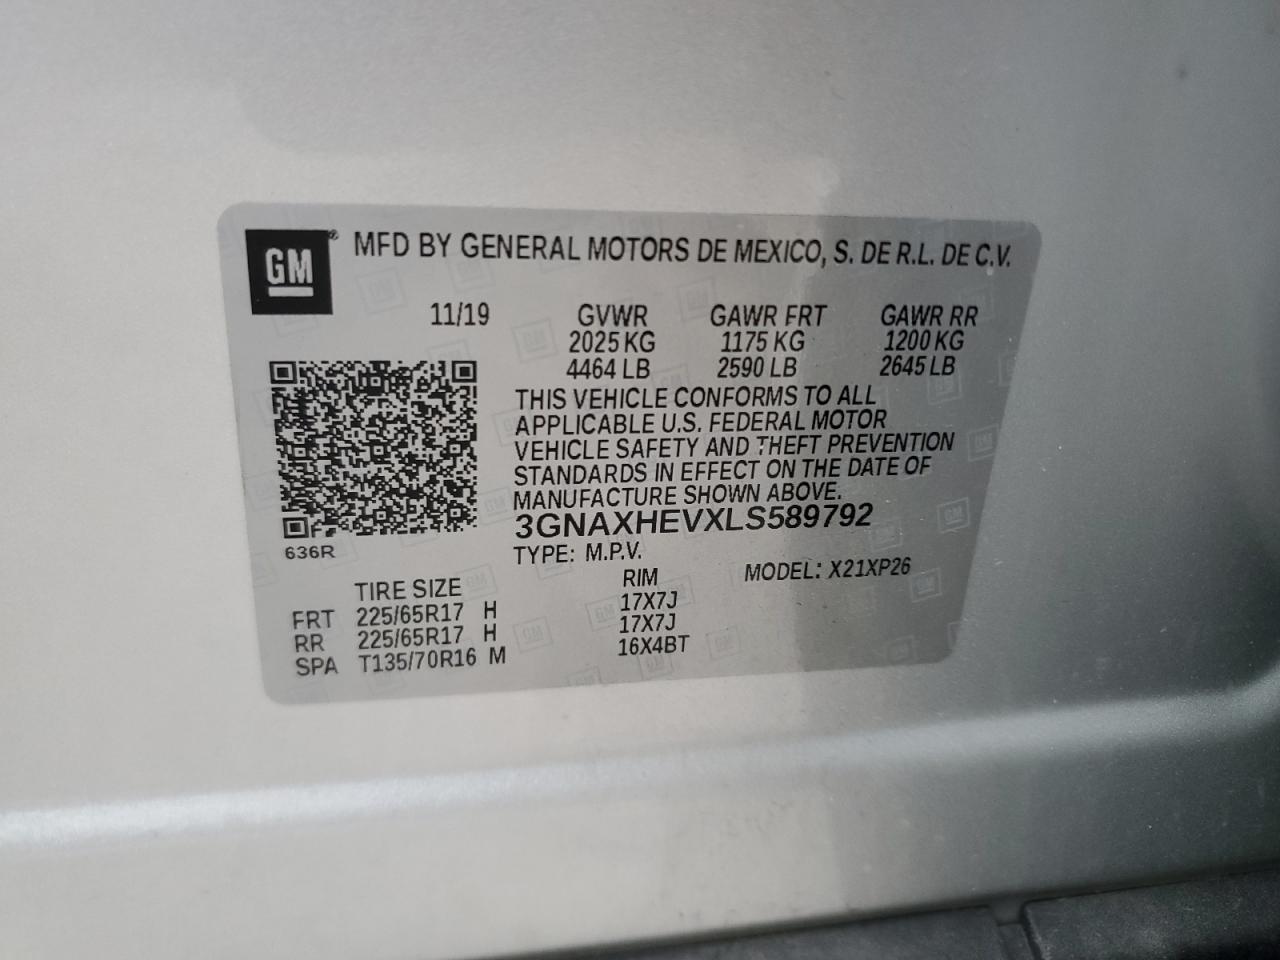 GM® MFD BY GENERAL MOTORS DE MEXICO, S. DE R.L. DE C.V.
11/19 GVWR GAWR FRT GAWR RR
2025 KG 1175 KG 1200 KG
4464 LB 2590 LB 2645 LB
THIS VEHICLE CONFORMS TO ALL
APPLICABLE U.S. FEDERAL MOTOR
VEHICLE SAFETY AND THEFT PREVENTION
STANDARDS IN EFFECT ON THE DATE OF
MANUFACTURE SHOWN ABOVE.
3GNAXHEVXLS589792
636R
TYPE: M.P.V. MODEL: X21XP26
TIRE SIZE RIM
FRT 225/65R17 H 17X7J
RR 225/65R17 H 17X7J
SPA T135/70R16 M 16X4BT